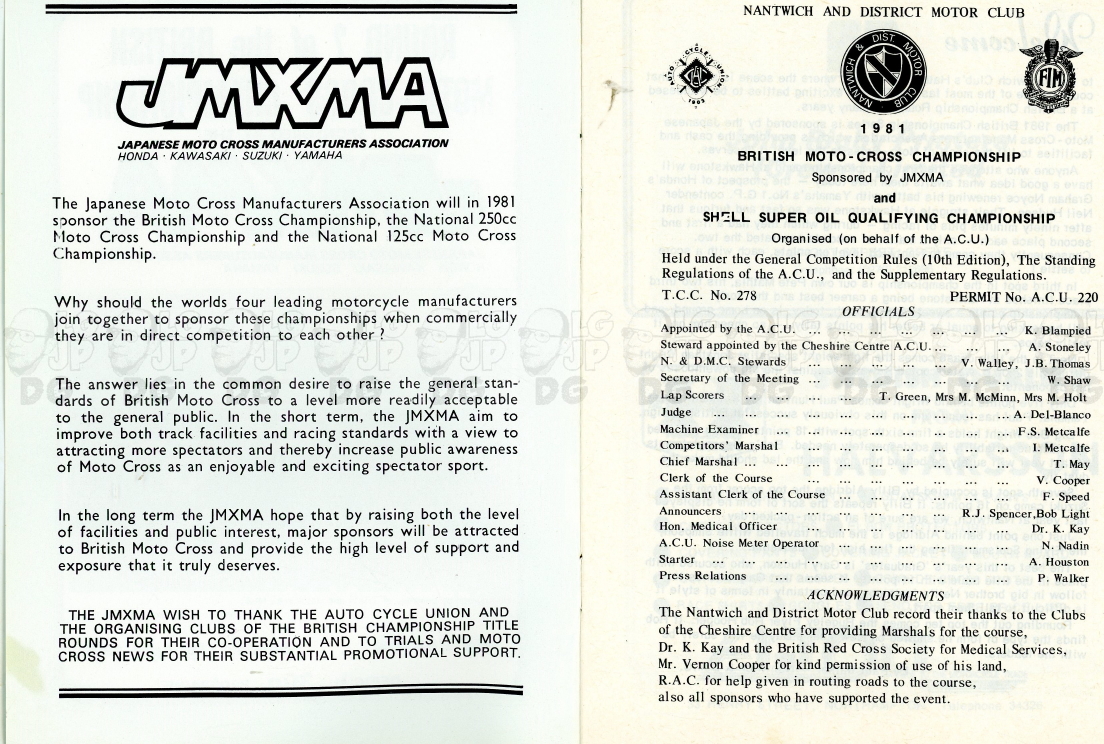 JMXMA
JAPANESE MOTO CROSS MANUFACTURERS ASSOCIATION
HONDA · KAWASAKI · SUZUKI · YAMAHA
The Japanese Moto Cross Manufacturers Association will in 1981
sponsor the British Moto Cross Championship, the National 250cc
Moto Cross Championship and the National 125cc Moto Cross
Championship.
Why should the worlds four leading motorcycle manufacturers
join together to sponsor these championships when commercially
they are in direct competition to each other ?
The answer lies in the common desire to raise the general stan-
dards of British Moto Cross to a level more readily acceptable
to the general public. In the short term, the JMXMA aim to
improve both track facilities and racing standards with a view to
attracting more spectators and thereby increase public awareness
of Moto Cross as an enjoyable and exciting spectator sport.
In the long term the JMXMA hope that by raising both the level
of facilities and public interest, major sponsors will be attracted
to British Moto Cross and provide the high level of support and
exposure that it truly deserves.
THE JMXMA WISH TO THANK THE AUTO CYCLE UNION AND
THE ORGANISING CLUBS OF THE BRITISH CHAMPIONSHIP TITLE
ROUNDS FOR THEIR CO-OPERATION AND TO TRIALS AND MOTO
CROSS NEWS FOR THEIR SUBSTANTIAL PROMOTIONAL SUPPORT.
NANTWICH AND DISTRICT MOTOR CLUB
AUTO CYCLE UNION 1903
NANTWICH & DIST. MOTOR CLUB
FIM
1981
BRITISH MOTO-CROSS CHAMPIONSHIP
Sponsored by JMXMA
and
SHELL SUPER OIL QUALIFYING CHAMPIONSHIP
Organised (on behalf of the A.C.U.)
Held under the General Competition Rules (10th Edition), The Standing
Regulations of the A.C.U., and the Supplementary Regulations.
T.C.C. No. 278 PERMIT No. A.C.U. 220
OFFICIALS
Appointed by the A.C.U. ... ... ... ... ... ... K. Blampied
Steward appointed by the Cheshire Centre A.C.U. ... ... ... A. Stoneley
N. & D.M.C. Stewards ... ... ... ... V. Walley, J.B. Thomas
Secretary of the Meeting ... ... ... ... ... ... W. Shaw
Lap Scorers ... ... ... T. Green, Mrs M. McMinn, Mrs M. Holt
Judge ... ... ... ... ... ... ... ... A. Del-Blanco
Machine Examiner ... ... ... ... ... ... ... F.S. Metcalfe
Competitors' Marshal ... ... ... ... ... ... I. Metcalfe
Chief Marshal ... ... ... ... ... ... ... ... T. May
Clerk of the Course ... ... ... ... ... ... V. Cooper
Assistant Clerk of the Course ... ... ... ... ... F. Speed
Announcers ... ... ... ... ... ... R.J. Spencer, Bob Light
Hon. Medical Officer ... ... ... ... ... ... Dr. K. Kay
A.C.U. Noise Meter Operator ... ... ... ... ... N. Nadin
Starter ... ... ... ... ... ... ... ... A. Houston
Press Relations ... ... ... ... ... ... ... P. Walker
ACKNOWLEDGMENTS
The Nantwich and District Motor Club record their thanks to the Clubs
of the Cheshire Centre for providing Marshals for the course,
Dr. K. Kay and the British Red Cross Society for Medical Services,
Mr. Vernon Cooper for kind permission of use of his land,
R.A.C. for help given in routing roads to the course,
also all sponsors who have supported the event.